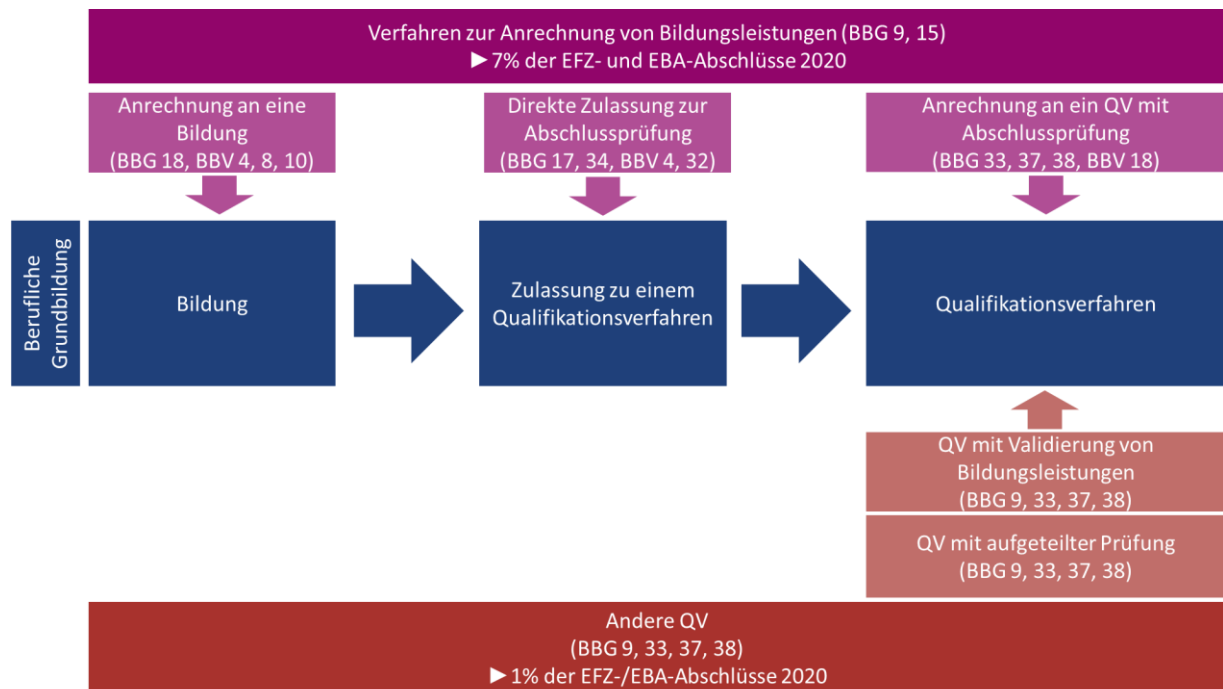 Verfahren zur Anrechnung von Bildungsleistungen (BBG 9, 15)
►7% der EFZ- und EBA-Abschlüsse 2020
Anrechnung an eine
Bildung
(BBG 18, BBV 4, 8, 10)
Direkte Zulassung zur
Abschlussprüfung
(BBG 17, 34, BBV 4, 32)
Anrechnung an ein QV mit
Abschlussprüfung
(BBG 33, 37, 38, BBV 18)
Berufliche
Grundbildung
Bildung
Zulassung zu einem
Qualifikationsverfahren
Qualifikationsverfahren
QV mit Validierung von
Bildungsleistungen
(BBG 9, 33, 37, 38)
QV mit aufgeteilter Prüfung
(BBG 9, 33, 37, 38)
Andere QV
(BBG 9, 33, 37, 38)
►1% der EFZ-/EBA-Abschlüsse 2020